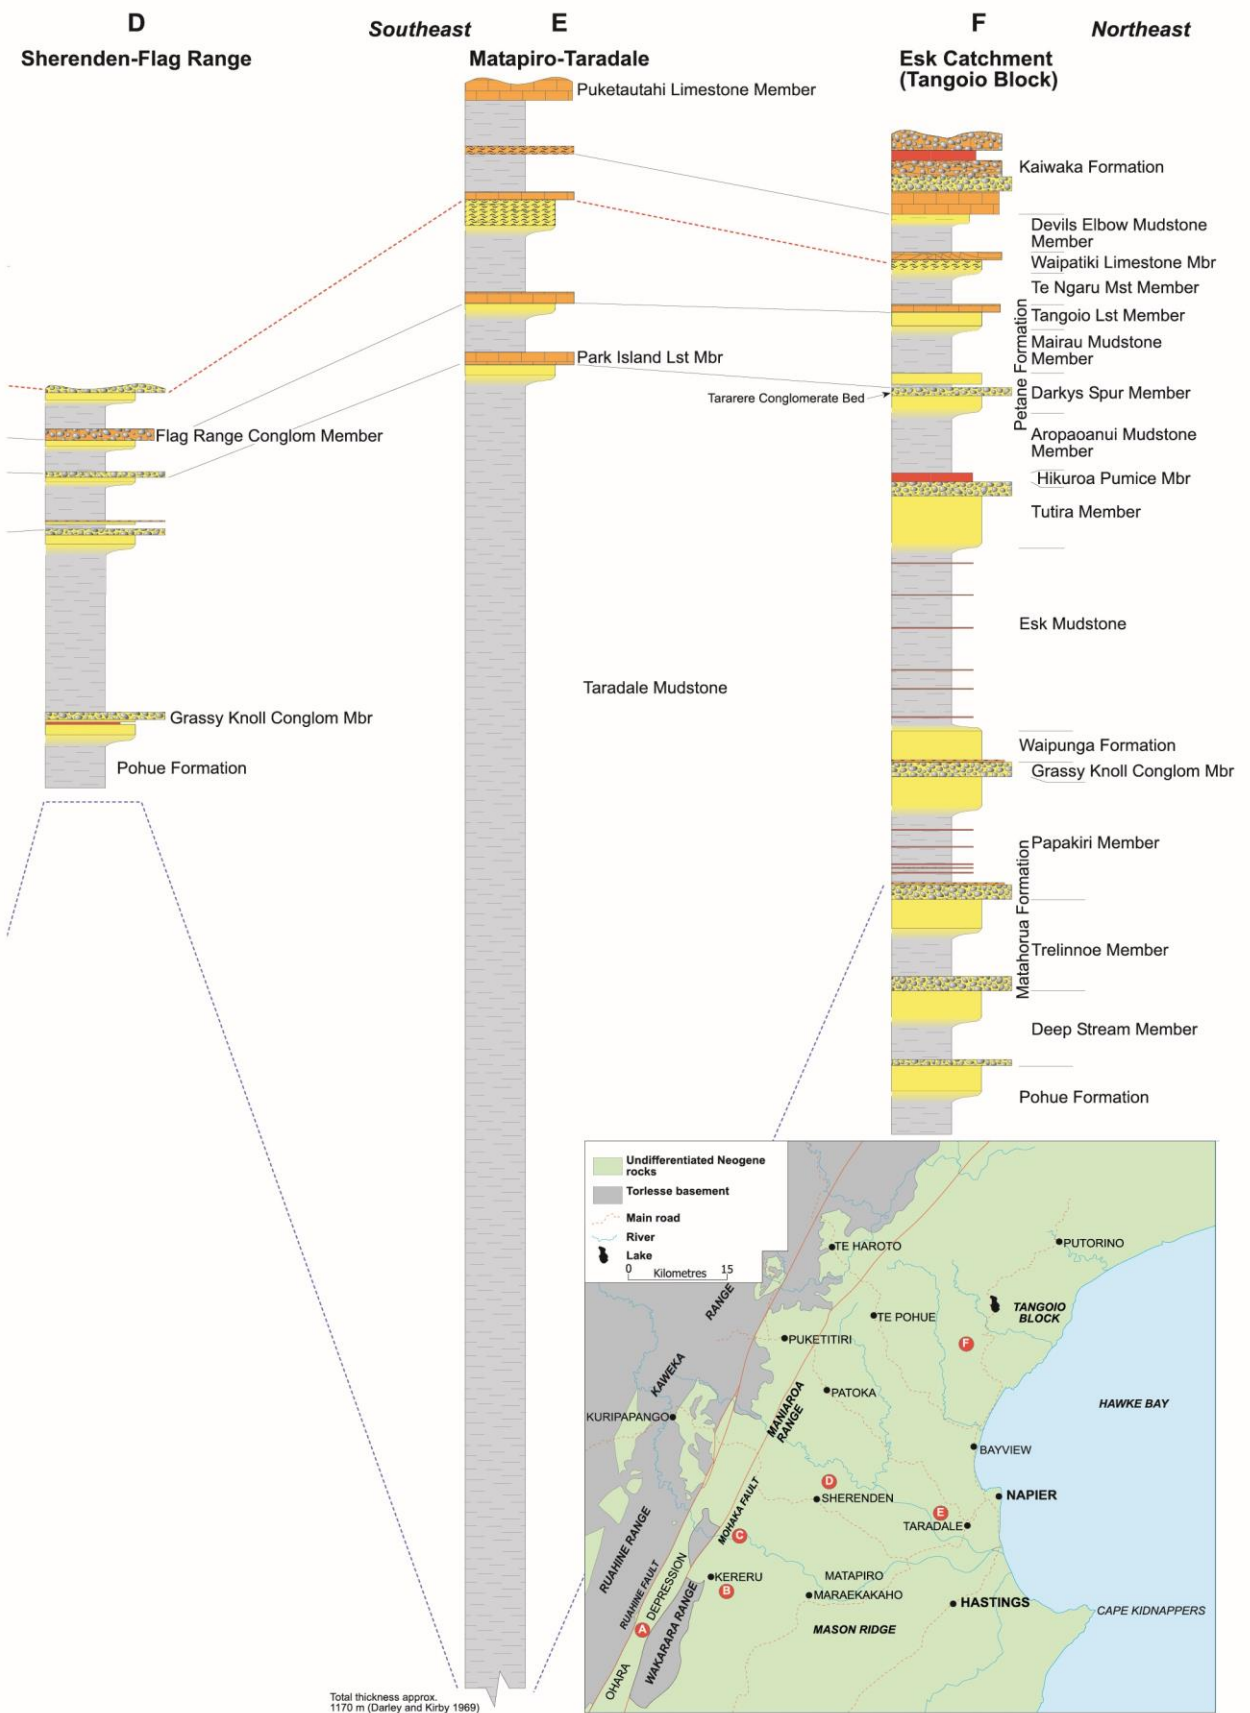 D
Southeast
E
F
Northeast
Sherenden-Flag Range
Matapiro-Taradale
Esk Catchment
(Tangoio Block)
Puketautahi Limestone Member
Kaiwaka Formation
Devils Elbow Mudstone
Member
Waipatiki Limestone Mbr
Te Ngaru Mst Member
Tangoio Lst Member
Mairau Mudstone
Member
Park Island Lst Mbr
Petane Formation
Tararere Conglomerate Bed
Darkys Spur Member
Flag Range Conglom Member
Aropaoanui Mudstone
Member
Hikuroa Pumice Mbr
Tutira Member
Esk Mudstone
Taradale Mudstone
Grassy Knoll Conglom Mbr
Pohue Formation
Waipunga Formation
Grassy Knoll Conglom Mbr
Papakiri Member
Matahorua Formation
Trelinnoe Member
Deep Stream Member
Pohue Formation
Undifferentiated Neogene
rocks
Torlesse basement
Main road
River
Lake
0 15
Kilometres
TE HAROTO
PUTORINO
RANGE
TANGOIO
BLOCK
TE POHUE
F
PUKETITIRI
KAWEKA
PATOKA
MANIAROA
RANGE
HAWKE BAY
KURIPAPANGO
BAYVIEW
D
SHERENDEN
NAPIER
E
TARADALE
MOHAKA FAULT
C
RUAHINE RANGE
RUAHINE FAULT
DEPRESSION
KERERU
B
MATAPIRO
MARAEKAKAHO
HASTINGS
CAPE KIDNAPPERS
MASON RIDGE
A
WAKARARA RANGE
OHARA
Total thickness approx.
1170 m (Darley and Kirby 1969)